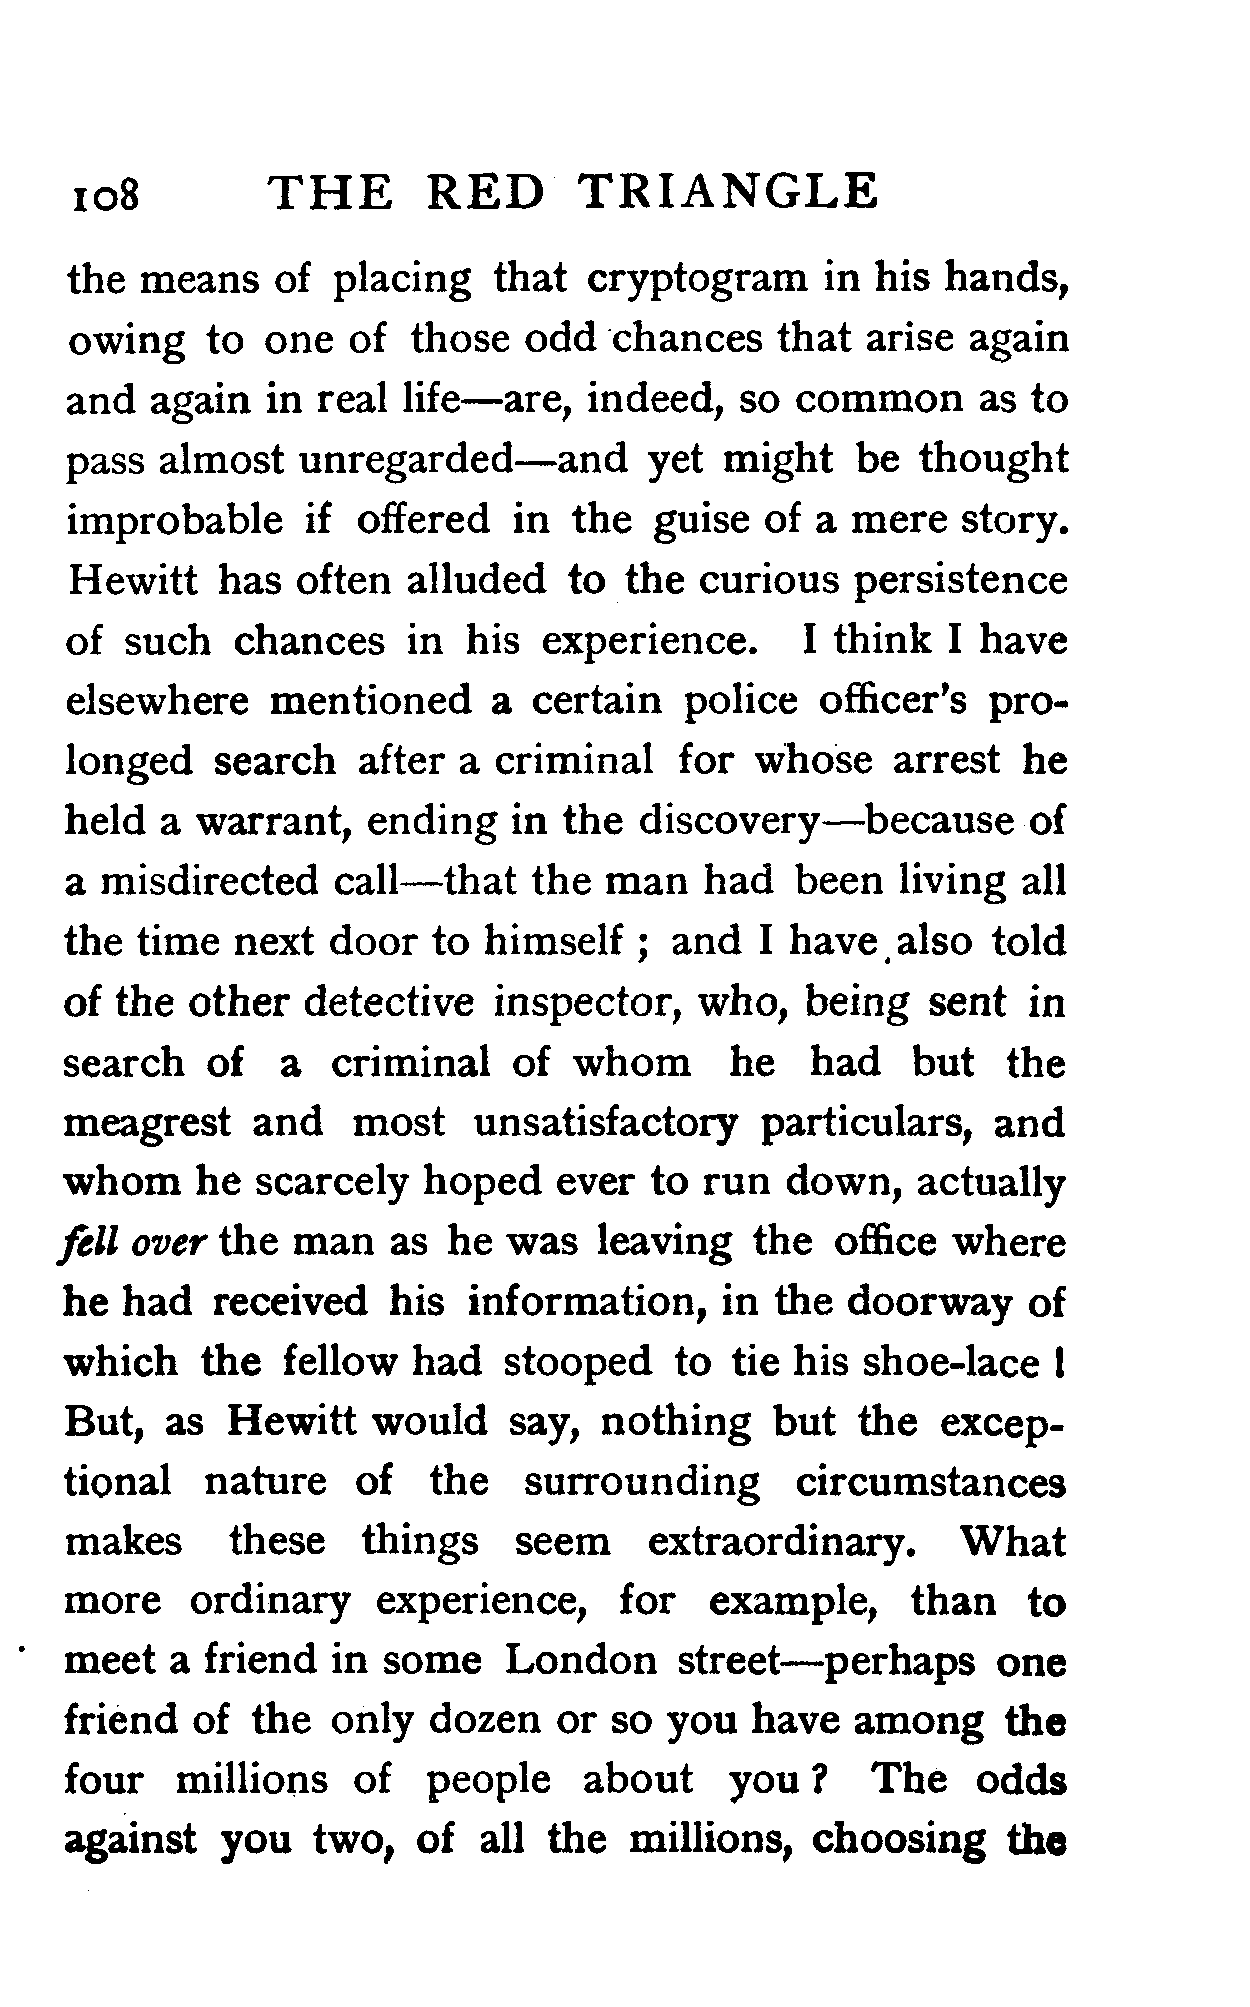 108 THE RED TRIANGLE
the means of placing that cryptogram in his hands,
owing to one of those odd chances that arise again
and again in real life—are, indeed, so common as to
pass almost unregarded—and yet might be thought
improbable if offered in the guise of a mere story.
Hewitt has often alluded to the curious persistence
of such chances in his experience. I think I have
elsewhere mentioned a certain police officer's pro-
longed search after a criminal for whose arrest he
held a warrant, ending in the discovery—because of
a misdirected call—that the man had been living all
the time next door to himself ; and I have also told
of the other detective inspector, who, being sent in
search of a criminal of whom he had but the
meagrest and most unsatisfactory particulars, and
whom he scarcely hoped ever to run down, actually
fell over the man as he was leaving the office where
he had received his information, in the doorway of
which the fellow had stooped to tie his shoe-lace !
But, as Hewitt would say, nothing but the excep-
tional nature of the surrounding circumstances
makes these things seem extraordinary. What
more ordinary experience, for example, than to
meet a friend in some London street—perhaps one
friend of the only dozen or so you have among the
four millions of people about you ? The odds
against you two, of all the millions, choosing the